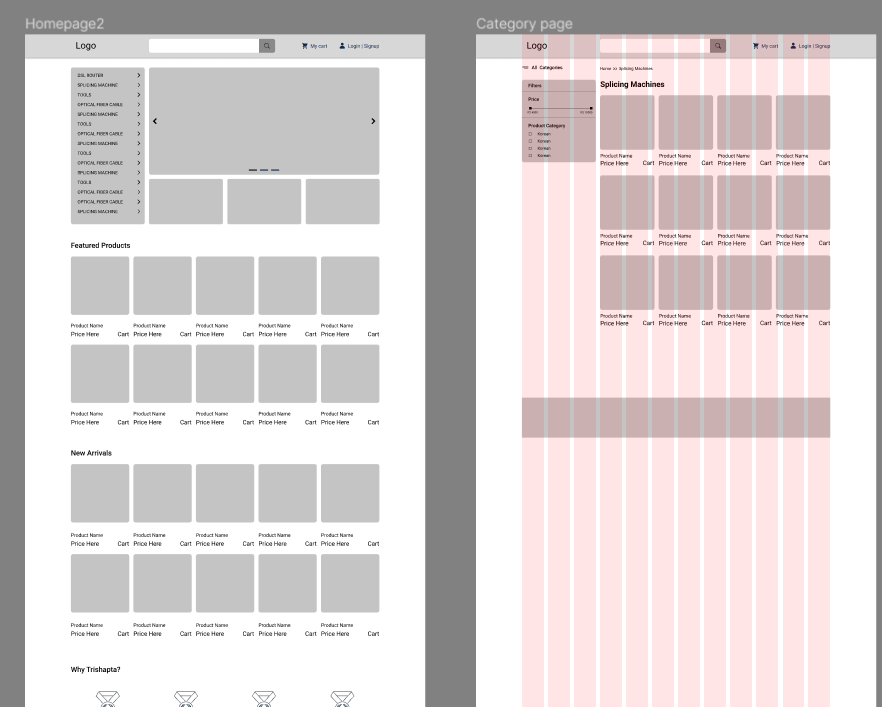 Homepage2
Logo
My cart
Login | Signup
DSL ROUTER
SPLICING MACHINE
TOOLS
OPTICAL FIBER CABLE
SPLICING MACHINE
TOOLS
OPTICAL FIBER CABLE
SPLICING MACHINE
TOOLS
OPTICAL FIBER CABLE
SPLICING MACHINE
TOOLS
OPTICAL FIBER CABLE
OPTICAL FIBER CABLE
SPLICING MACHINE
Featured Products
Product Name Product Name Product Name Product Name Product Name
Price Here Cart Price Here Cart Price Here Cart Price Here Cart Price Here Cart
Product Name Product Name Product Name Product Name Product Name
Price Here Cart Price Here Cart Price Here Cart Price Here Cart Price Here Cart
New Arrivals
Product Name Product Name Product Name Product Name Product Name
Price Here Cart Price Here Cart Price Here Cart Price Here Cart Price Here Cart
Product Name Product Name Product Name Product Name Product Name
Price Here Cart Price Here Cart Price Here Cart Price Here Cart Price Here Cart
Why Trishapta?
Category page
Logo
My cart
Login | Signup
All Categories
Home >> Splicing Machines
Filters
Price
Product Category
Korean
Korean
Korean
Korean
Splicing Machines
Product Name Product Name Product Name Product Name
Price Here Cart Price Here Cart Price Here Cart Price Here Cart
Product Name Product Name Product Name Product Name
Price Here Cart Price Here Cart Price Here Cart Price Here Cart
Product Name Product Name Product Name Product Name
Price Here Cart Price Here Cart Price Here Cart Price Here Cart